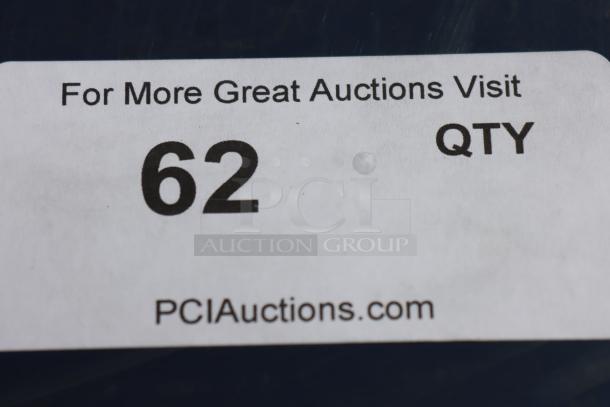 For More Great Auctions Visit
QTY
62
PCI
AUCTION GROUP
PCIAuctions.com